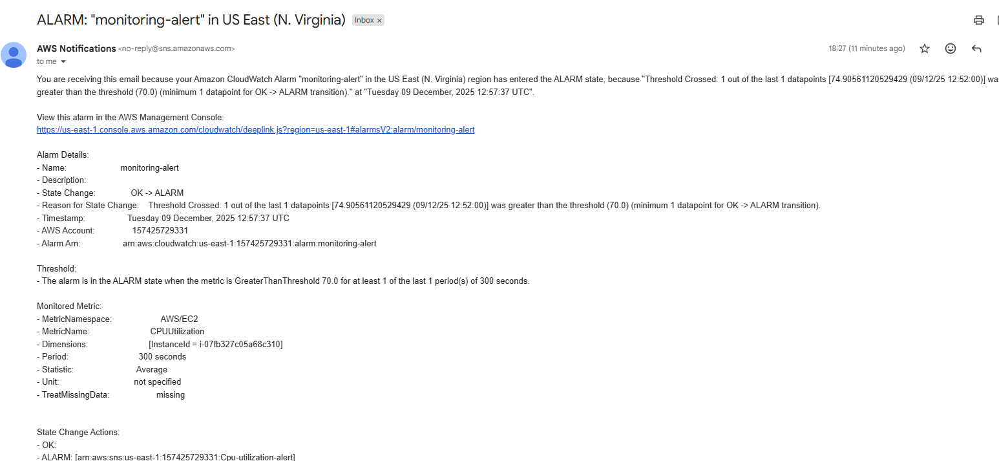 ALARM: "monitoring-alert" in US East (N. Virginia) Inbox ×
AWS Notifications <no-reply@sns.amazonaws.com> 18:27 (11 minutes ago)
to me
You are receiving this email because your Amazon CloudWatch Alarm "monitoring-alert" in the US East (N. Virginia) region has entered the ALARM state, because "Threshold Crossed: 1 out of the last 1 datapoints [74.90561120529429 (09/12/25 12:52:00)]
greater than the threshold (70.0) (minimum 1 datapoint for OK -> ALARM transition)." at "Tuesday 09 December, 2025 12:57:37 UTC".
View this alarm in the AWS Management Console:
https://us-east-1.console.aws.amazon.com/cloudwatch/deeplink.js?region=us-east-1#alarmsV2:alarm/monitoring-alert
Alarm Details:
- Name: monitoring-alert
- Description:
- State Change: OK -> ALARM
- Reason for State Change: Threshold Crossed: 1 out of the last 1 datapoints [74.90561120529429 (09/12/25 12:52:00)] was greater than the threshold (70.0) (minimum 1 datapoint for OK -> ALARM transition).
- Timestamp: Tuesday 09 December, 2025 12:57:37 UTC
- AWS Account: 157425729331
- Alarm Arn: arn:aws:cloudwatch:us-east-1:157425729331:alarm:monitoring-alert
Threshold:
- The alarm is in the ALARM state when the metric is GreaterThanThreshold 70.0 for at least 1 of the last 1 period(s) of 300 seconds.
Monitored Metric:
- MetricNamespace: AWS/EC2
- MetricName: CPUUtilization
- Dimensions: [InstanceId = i-07fb327c05a68c310]
- Period: 300 seconds
- Statistic: Average
- Unit: not specified
- TreatMissingData: missing
State Change Actions:
- OK:
- ALARM: [arn:aws:sns:us-east-1:157425729331:Cpu-utilization-alert]